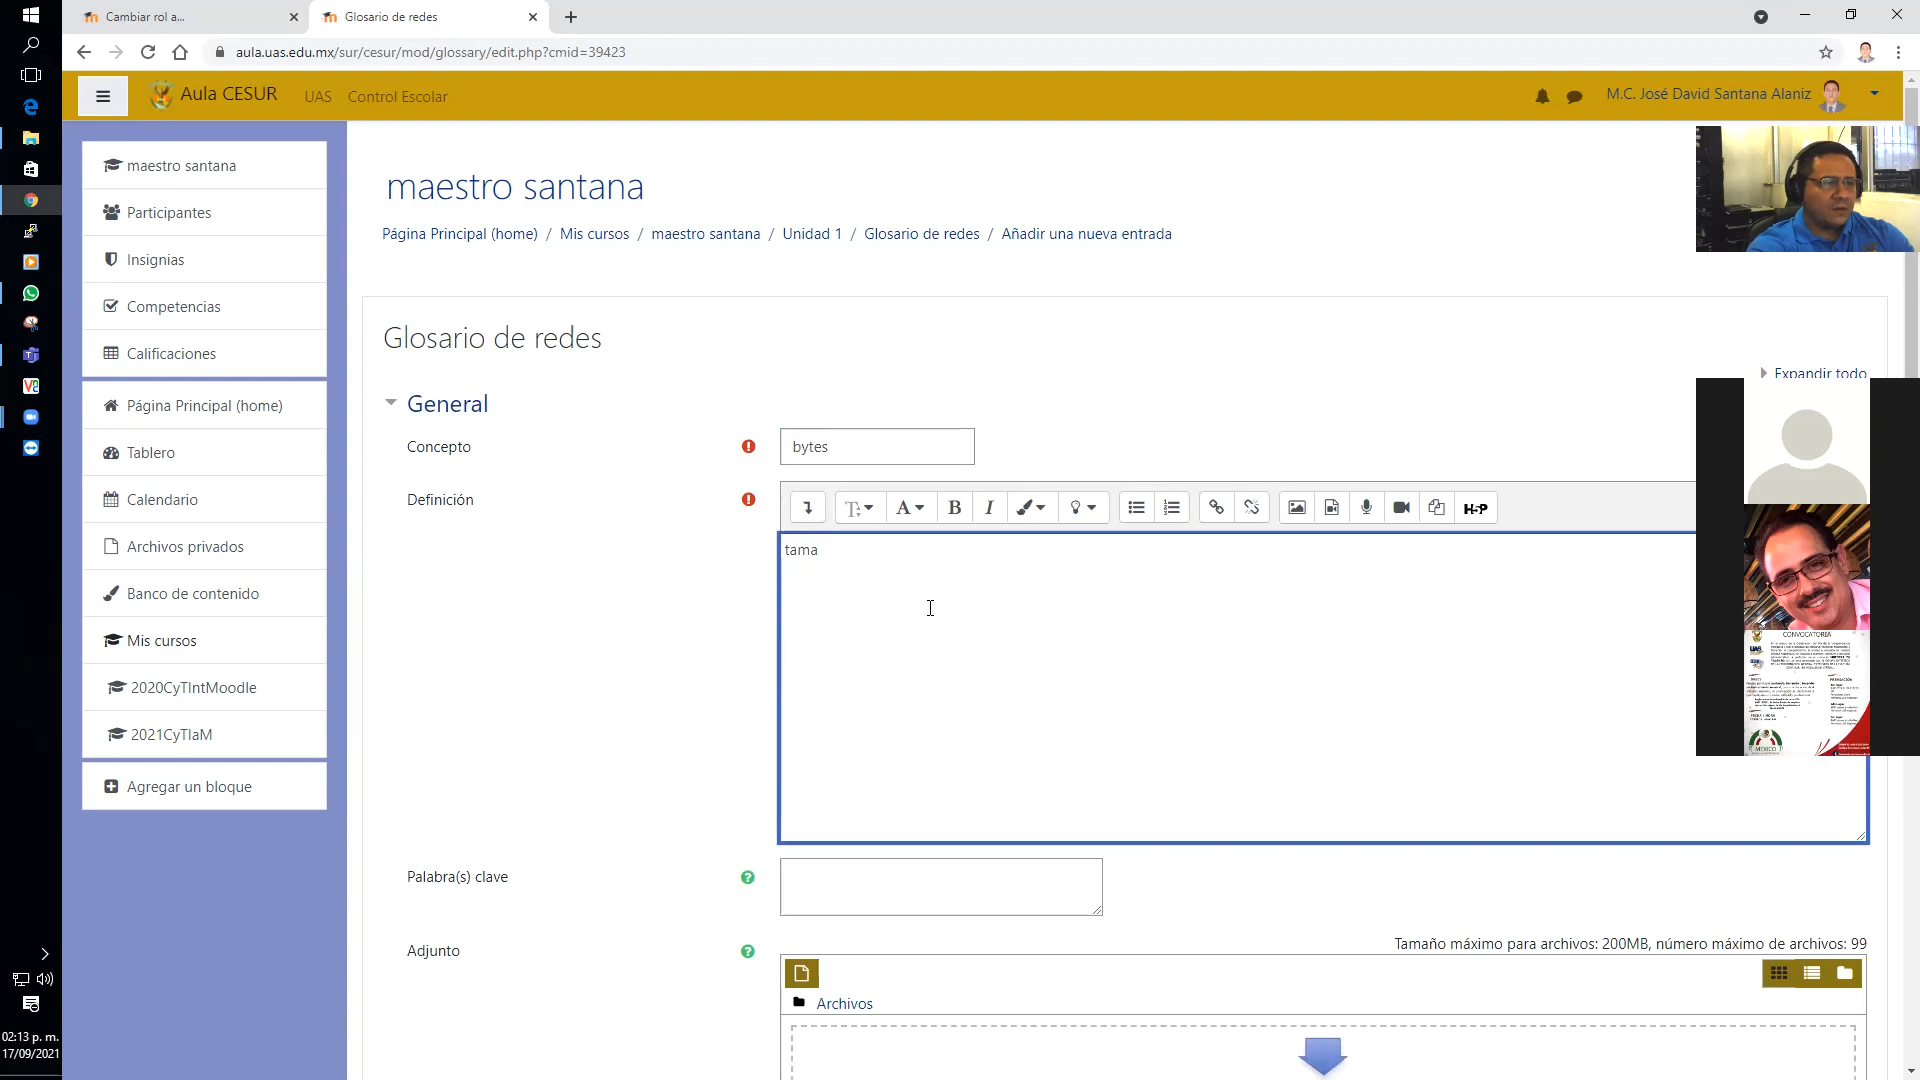 Cambiar rol a...
Glosario de redes
aula.uas.edu.mx/sur/cesur/mod/glossary/edit.php?cmid=39423
Aula CESUR
UAS
Control Escolar
M.C. José David Santana Alaniz
maestro santana
Participantes
Insignias
Competencias
Calificaciones
Página Principal (home)
Tablero
Calendario
Archivos privados
Banco de contenido
Mis cursos
2020CyTIntMoodle
2021CyTIaM
Agregar un bloque
maestro santana
Página Principal (home) / Mis cursos / maestro santana / Unidad 1 / Glosario de redes / Añadir una nueva entrada
Glosario de redes
Expandir todo
General
Concepto
bytes
Definición
H-P
tama
Palabra(s) clave
Adjunto
Tamaño máximo para archivos: 200MB, número máximo de archivos: 99
Archivos
CONVOCATORIA
UAS
MEXICO
02:13 p. m.
17/09/2021